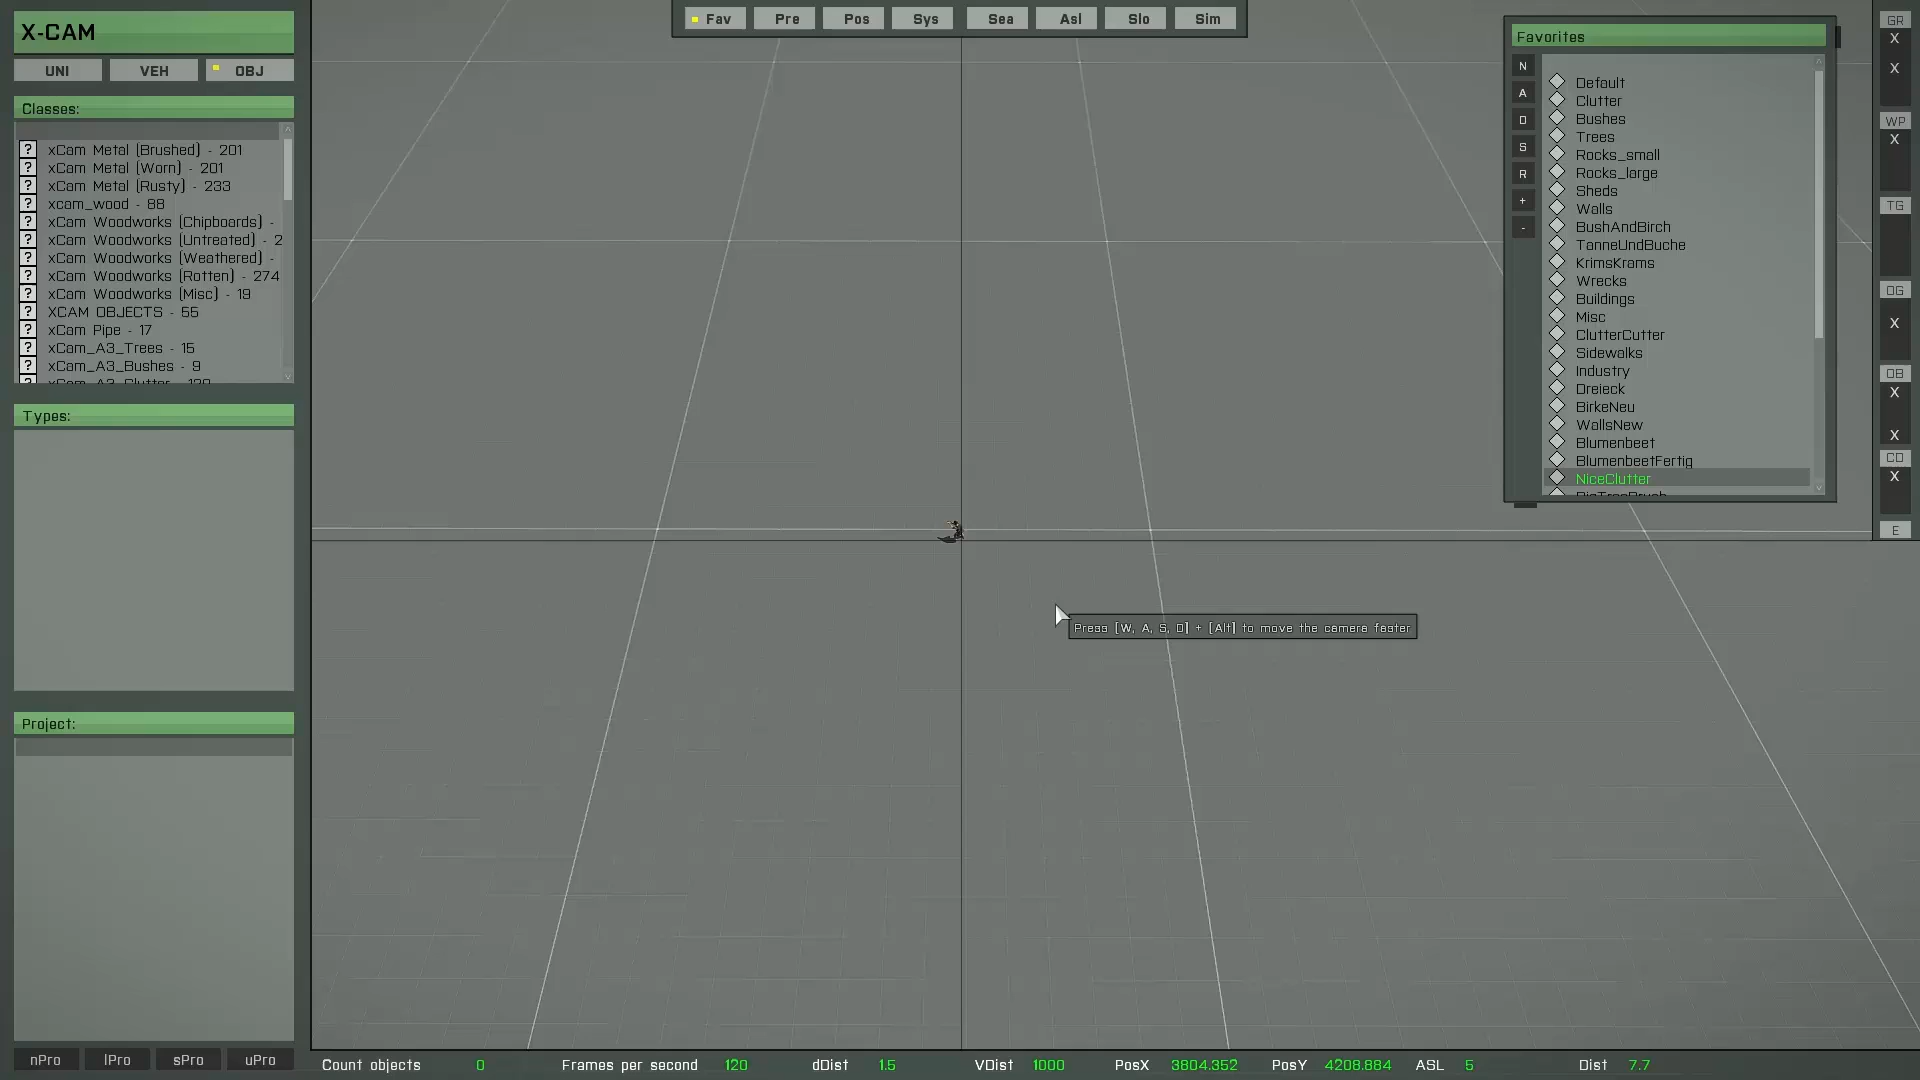 X-CAM
UNI VEH OBJ
Classes:
? xCam Metal (Brushed) - 201
? xCam Metal (Worn) - 201
? xCam Metal (Rusty) - 233
? xcam_wood - 88
? xCam Woodworks (Chipboards) -
? xCam Woodworks (Untreated) - 2
? xCam Woodworks (Weathered) -
? xCam Woodworks (Rotten) - 274
? xCam Woodworks (Misc) - 19
? XCAM OBJECTS - 55
? xCam Pipe - 17
? xCam_A3_Trees - 15
? xCam_A3_Bushes - 9
? xCam_A3_Clutter - 120
Types:
Project:
nPro lPro sPro uPro
Fav Pre Pos Sys Sea Asl Slo Sim
Press [W, A, S, D] + [Alt] to move the camera faster
Favorites
N
A
D
S
R
+
-
Default
Clutter
Bushes
Trees
Rocks_small
Rocks_large
Sheds
Walls
BushAndBirch
TanneUndBuche
KrimsKrams
Wrecks
Buildings
Misc
ClutterCutter
Sidewalks
Industry
Dreieck
BirkeNeu
WallsNew
Blumenbeet
BlumenbeetFertig
NiceClutter
BigTreeBrush
GR
X
X
WP
X
TG
OG
X
OB
X
X
CO
X
E
Count objects 0 Frames per second 120 dDist 1.5 VDist 1000 PosX 3804.352 PosY 4208.884 ASL 5 Dist 7.7